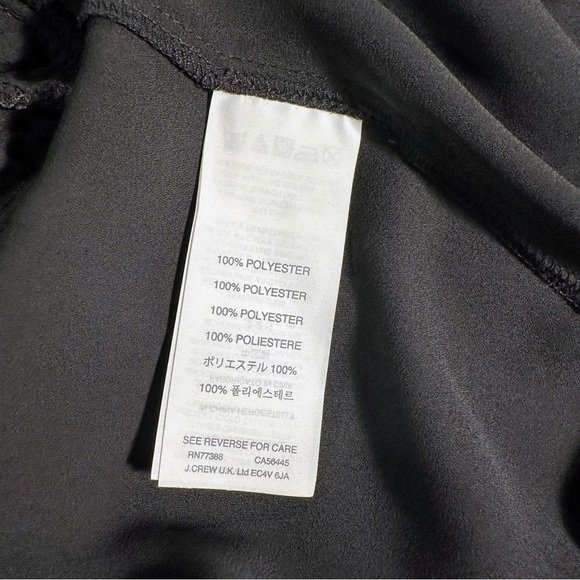 100% POLYESTER
100% POLYESTER
100% POLYESTER
100% POLIESTERE
ポリエステル 100%
100% 폴리에스테르
SEE REVERSE FOR CARE
RN77388 CA56445
J.CREW U.K. Ltd EC4V 6JA